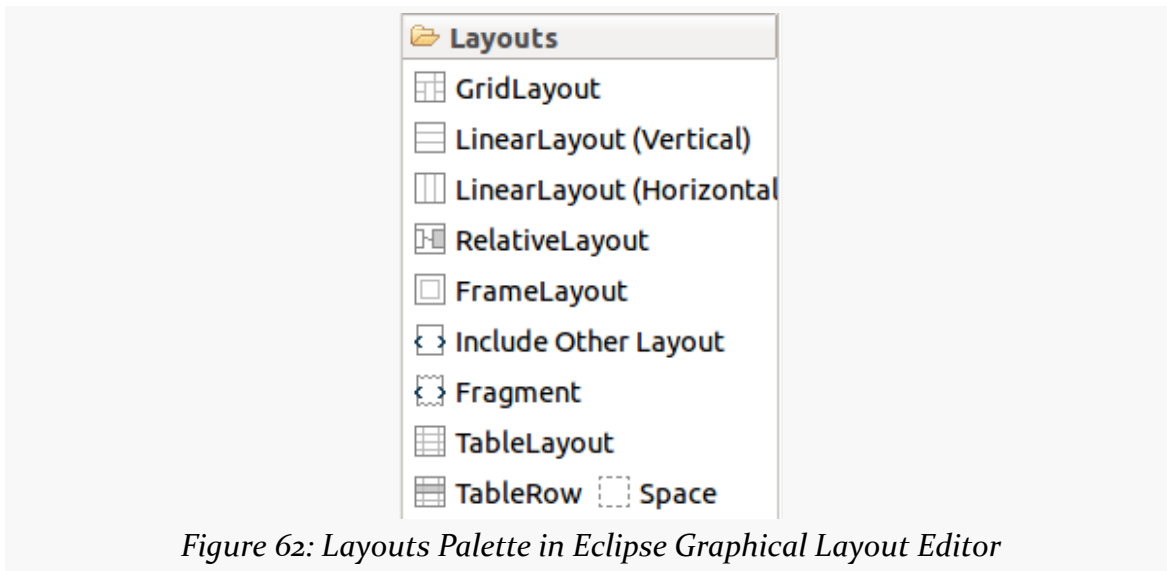 Layouts
GridLayout
LinearLayout (Vertical)
LinearLayout (Horizontal
RelativeLayout
FrameLayout
Include Other Layout
Fragment
TableLayout
TableRow Space
Figure 62: Layouts Palette in Eclipse Graphical Layout Editor